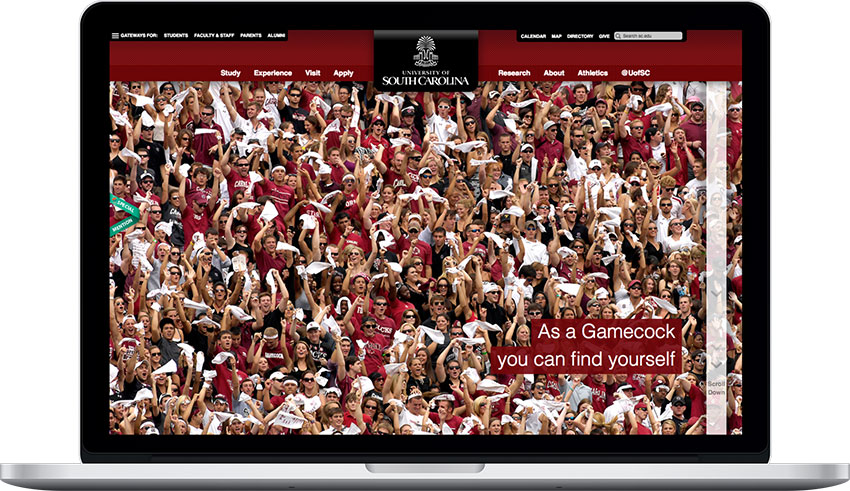 GATEWAYS FOR: STUDENTS FACULTY & STAFF PARENTS ALUMNI
CALENDAR MAP DIRECTORY GIVE Search sc.edu
UNIVERSITY OF
SOUTH CAROLINA
Study Experience Visit Apply
Research About Athletics @UofSC
SPECIAL
MENTION
As a Gamecock
you can find yourself
Scroll
Down